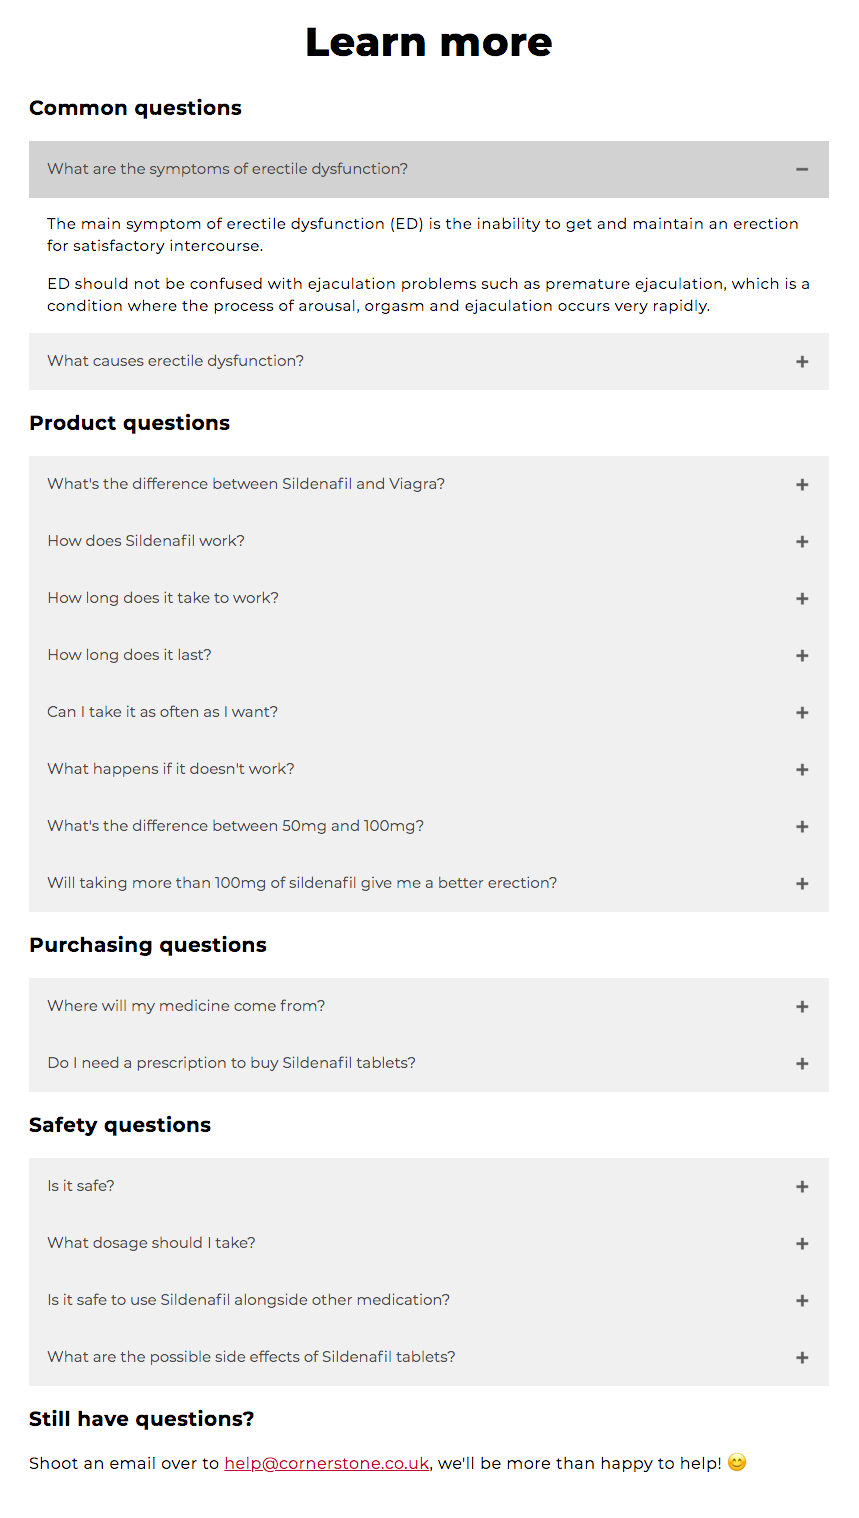 Learn more
Common questions
What are the symptoms of erectile dysfunction?
The main symptom of erectile dysfunction (ED) is the inability to get and maintain an erection
for satisfactory intercourse.
ED should not be confused with ejaculation problems such as premature ejaculation, which is a
condition where the process of arousal, orgasm and ejaculation occurs very rapidly.
What causes erectile dysfunction?
Product questions
What's the difference between Sildenafil and Viagra?
How does Sildenafil work?
How long does it take to work?
How long does it last?
Can I take it as often as I want?
What happens if it doesn't work?
What's the difference between 50mg and 100mg?
Will taking more than 100mg of sildenafil give me a better erection?
Purchasing questions
Where will my medicine come from?
Do I need a prescription to buy Sildenafil tablets?
Safety questions
Is it safe?
What dosage should I take?
Is it safe to use Sildenafil alongside other medication?
What are the possible side effects of Sildenafil tablets?
Still have questions?
Shoot an email over to help@cornerstone.co.uk, we'll be more than happy to help! 😊